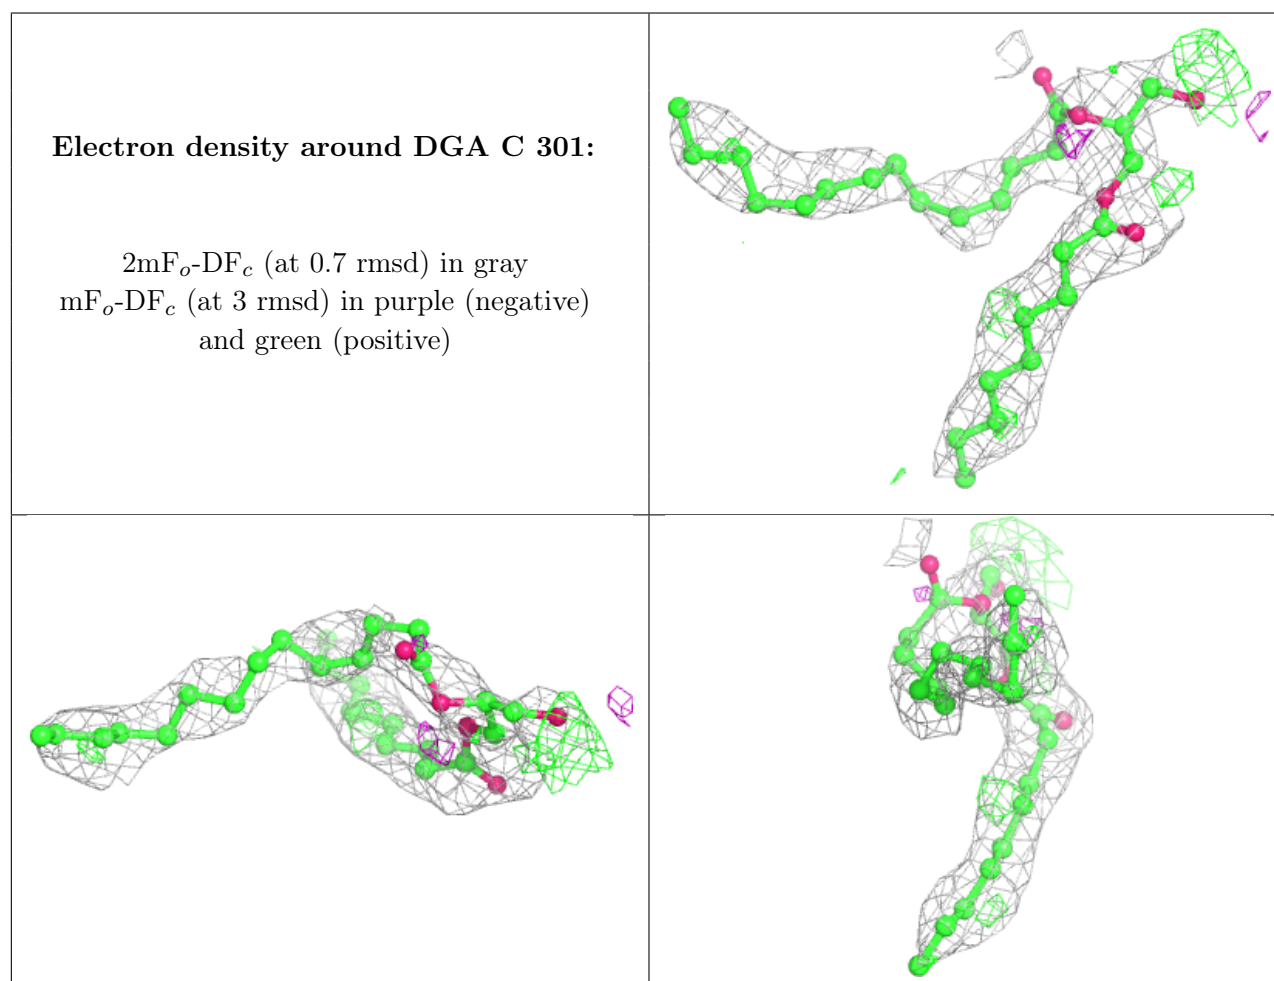 Electron density around DGA C 301:
2mFo-DFc (at 0.7 rmsd) in gray
mFo-DFc (at 3 rmsd) in purple (negative)
and green (positive)